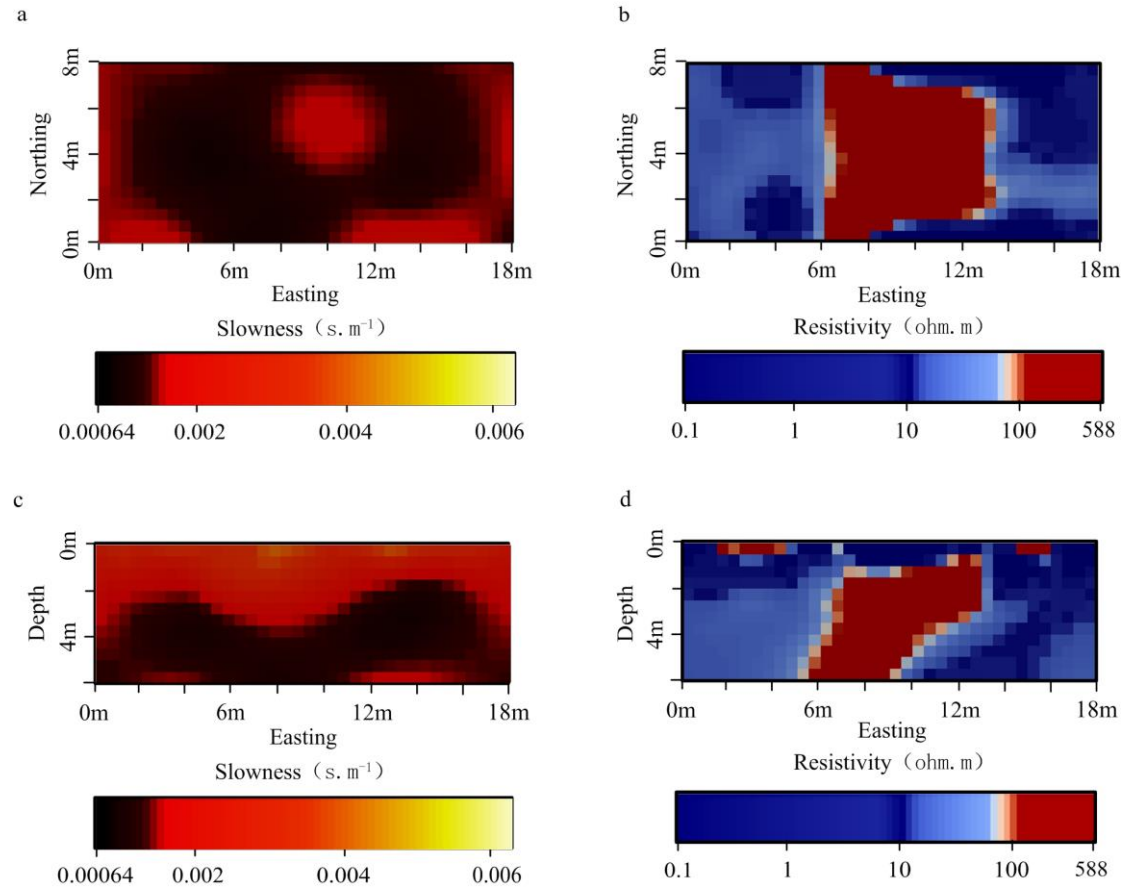 a
8m
4m
0m
Northing
0m 6m 12m 18m
Easting
Slowness (s.m⁻¹)
0.00064 0.002 0.004 0.006
b
8m
4m
0m
Northing
0m 6m 12m 18m
Easting
Resistivity (ohm.m)
0.1 1 10 100 588
c
0m
4m
Depth
0m 6m 12m 18m
Easting
Slowness (s.m⁻¹)
0.00064 0.002 0.004 0.006
d
0m
4m
Depth
0m 6m 12m 18m
Easting
Resistivity (ohm.m)
0.1 1 10 100 588